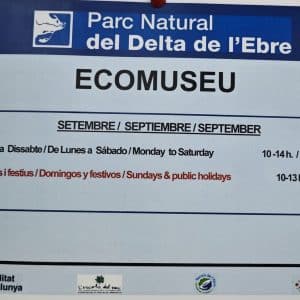 Parc Natural
del Delta de l'Ebre
ECOMUSEU
SETEMBRE / SEPTIEMBRE / SEPTEMBER
a Dissabte / De Lunes a Sábado / Monday to Saturday 10 -14 h. /
s i festius / Domingos y festivos / Sundays & public holidays 10-13
litat
alunya